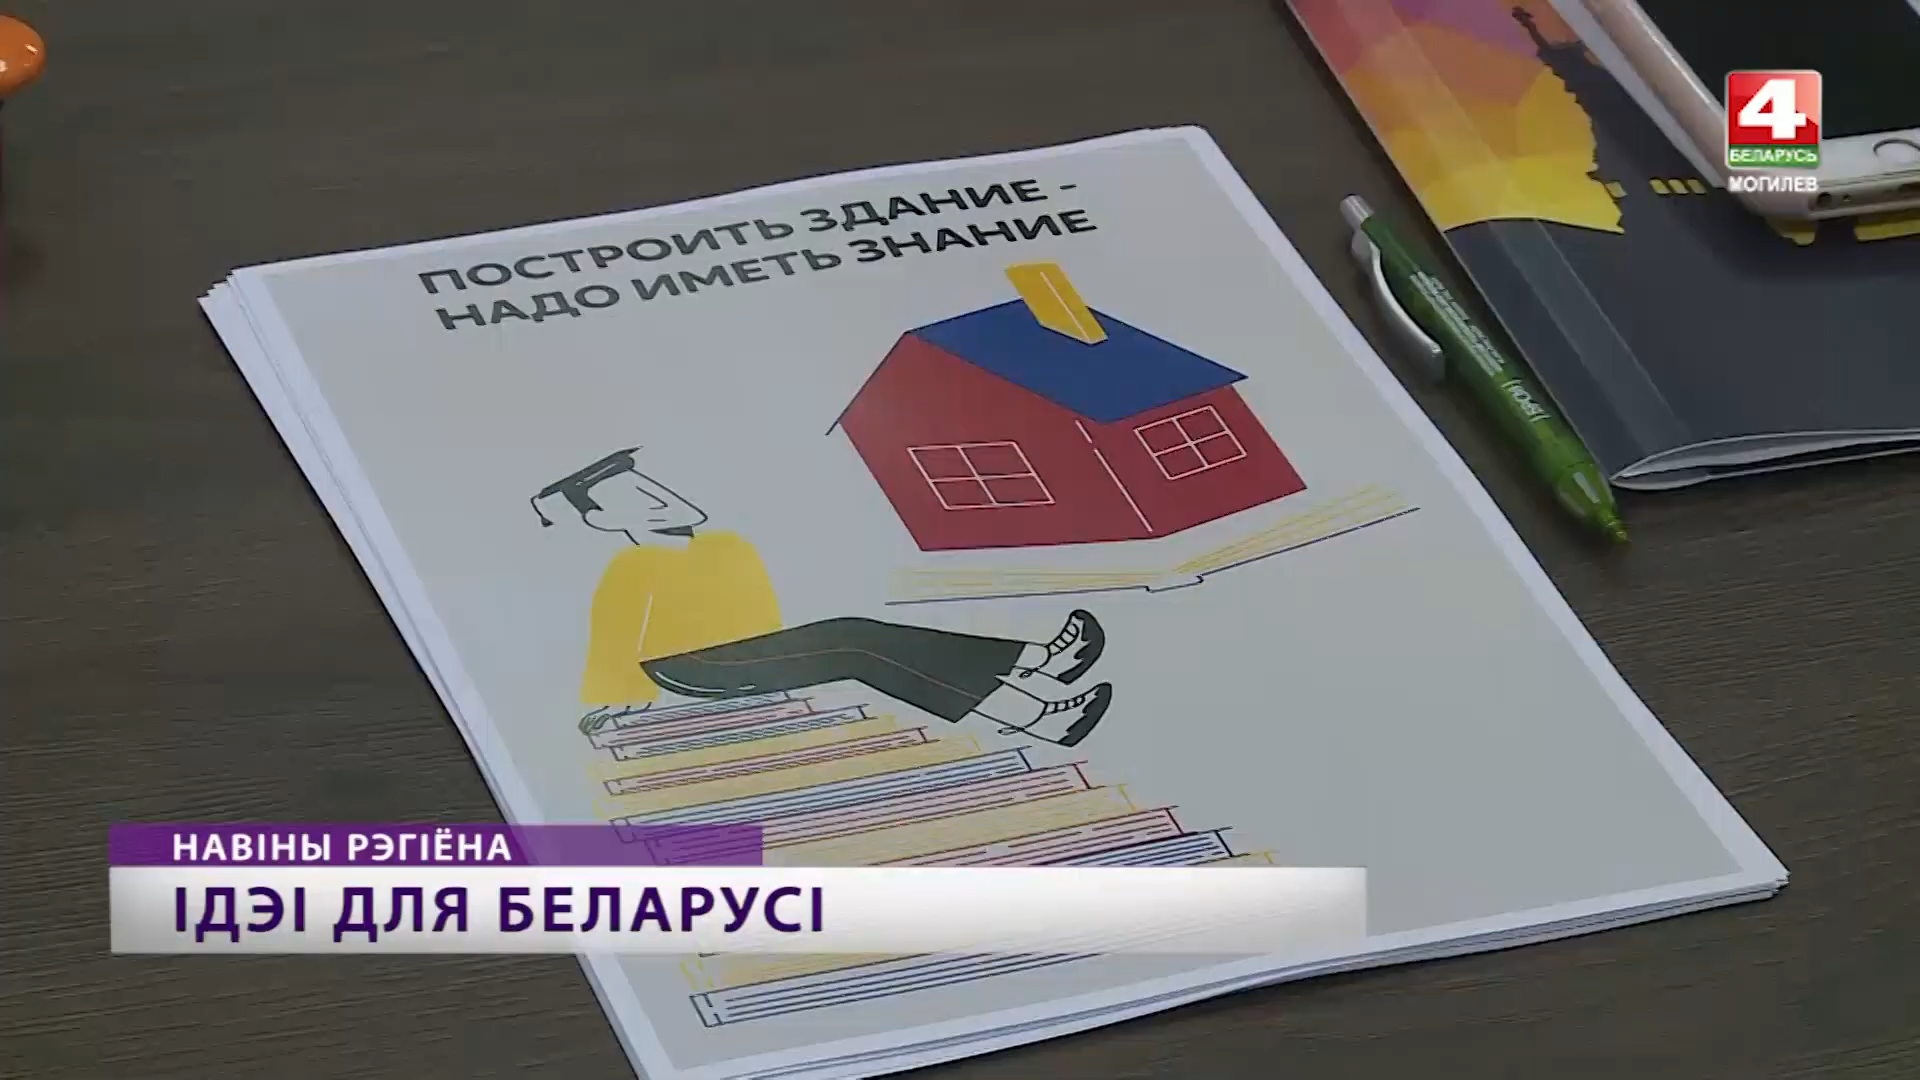 4
БЕЛАРУСЬ
МОГИЛЕВ
ПОСТРОИТЬ ЗДАНИЕ -
НАДО ИМЕТЬ ЗНАНИЕ
НАВІНЫ РЭГІЁНА
ІДЭІ ДЛЯ БЕЛАРУСІ